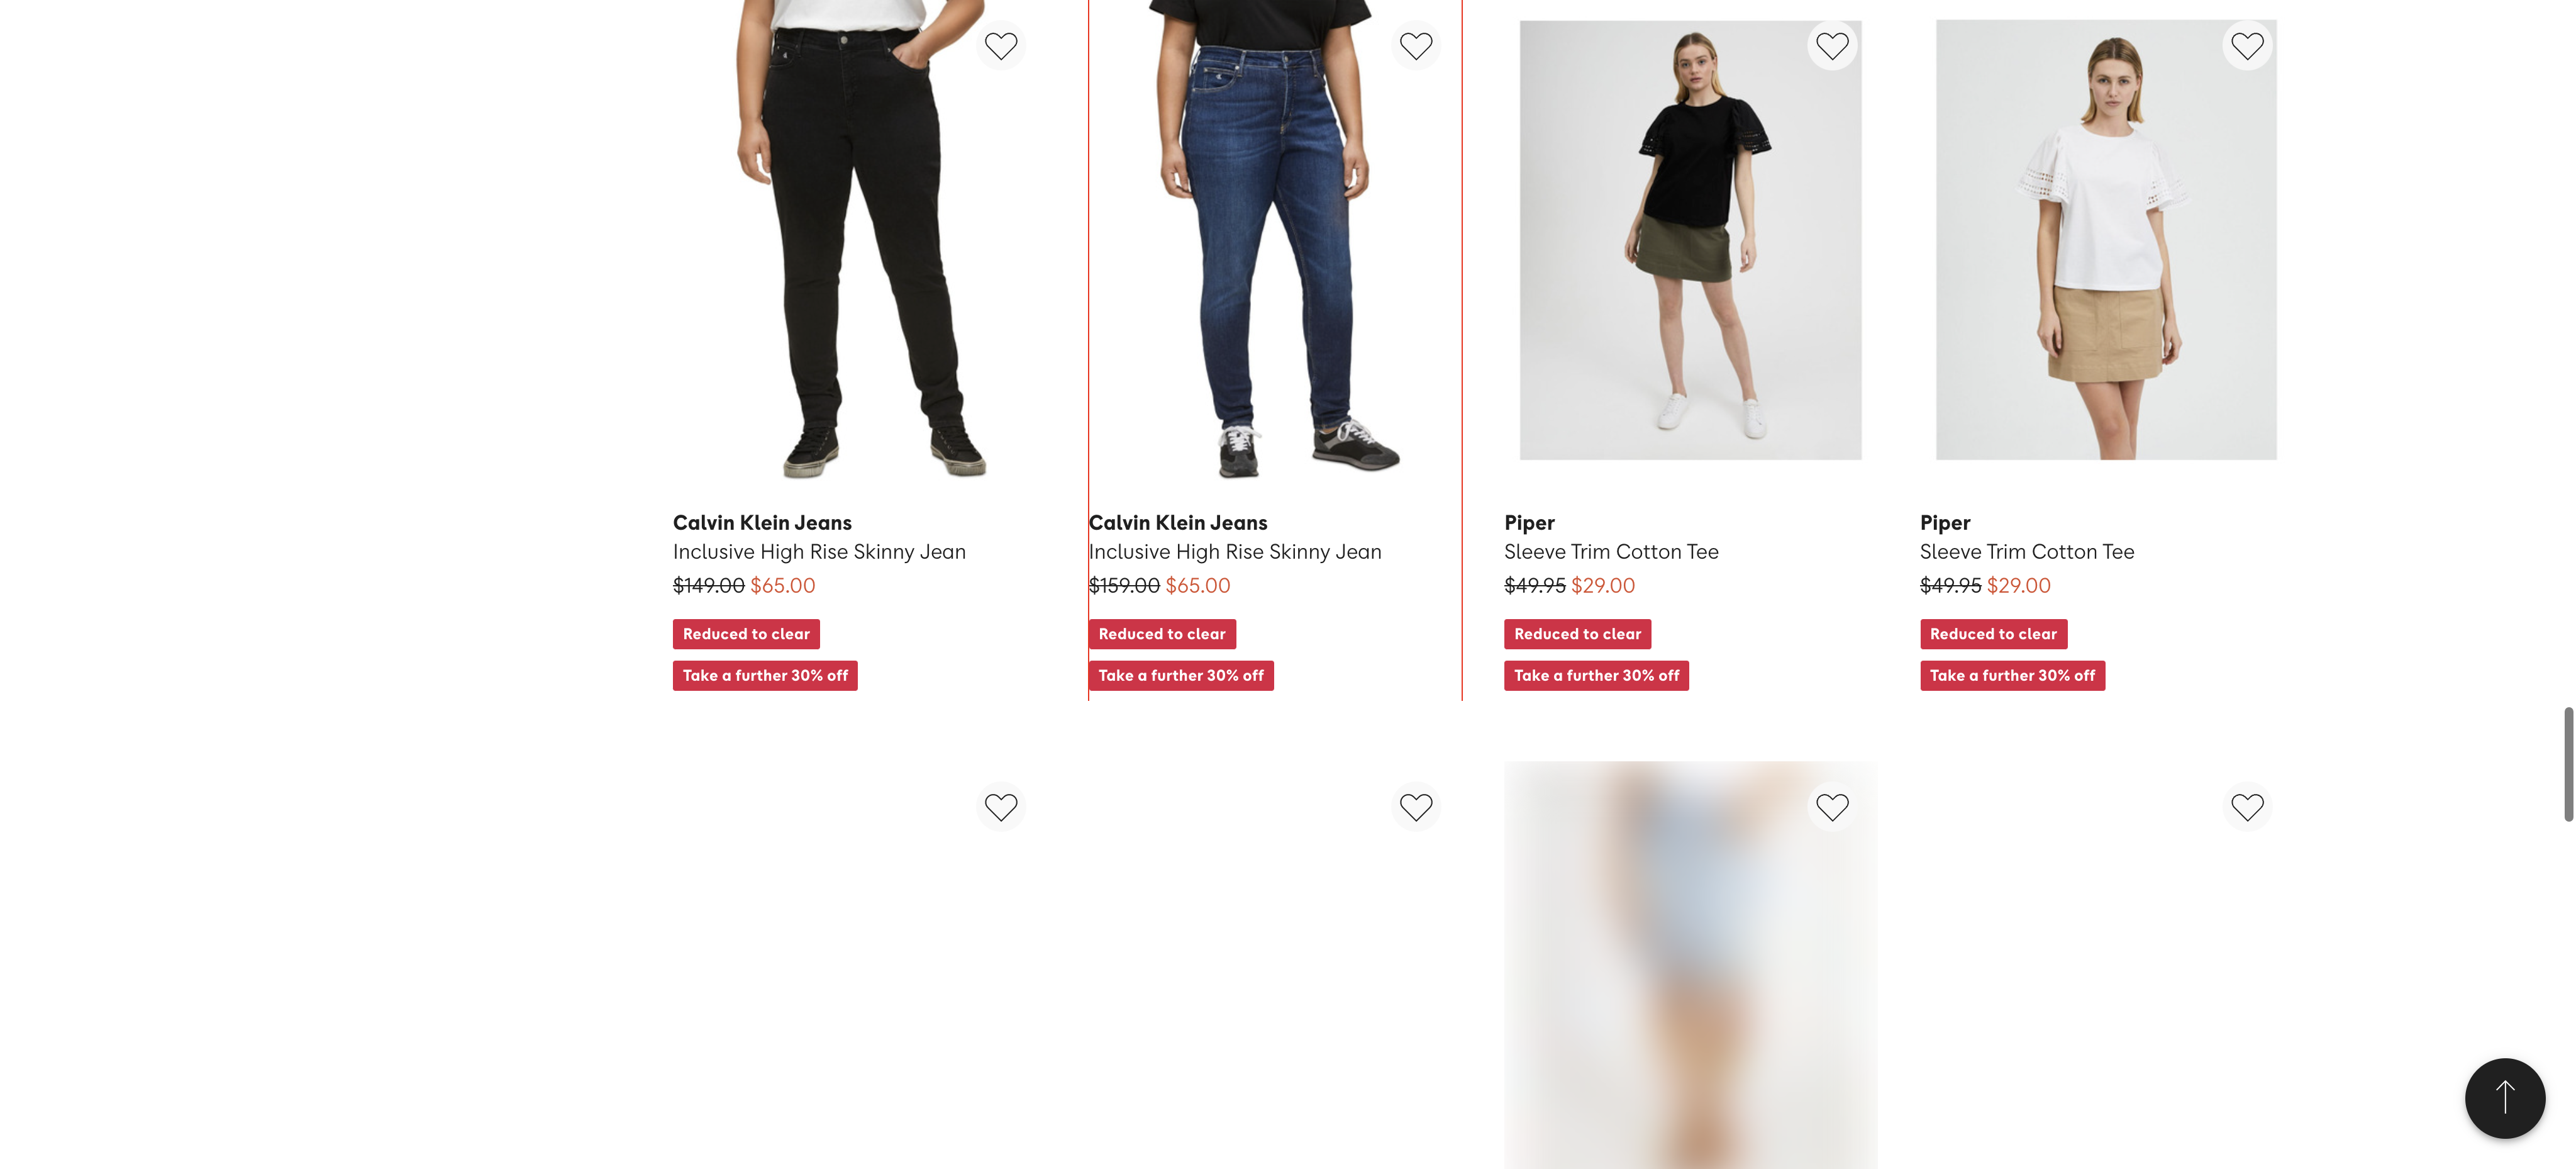 Calvin Klein Jeans
Inclusive High Rise Skinny Jean
$149.00 $65.00
Reduced to clear
Take a further 30% off
Calvin Klein Jeans
Inclusive High Rise Skinny Jean
$159.00 $65.00
Reduced to clear
Take a further 30% off
Piper
Sleeve Trim Cotton Tee
$49.95 $29.00
Reduced to clear
Take a further 30% off
Piper
Sleeve Trim Cotton Tee
$49.95 $29.00
Reduced to clear
Take a further 30% off